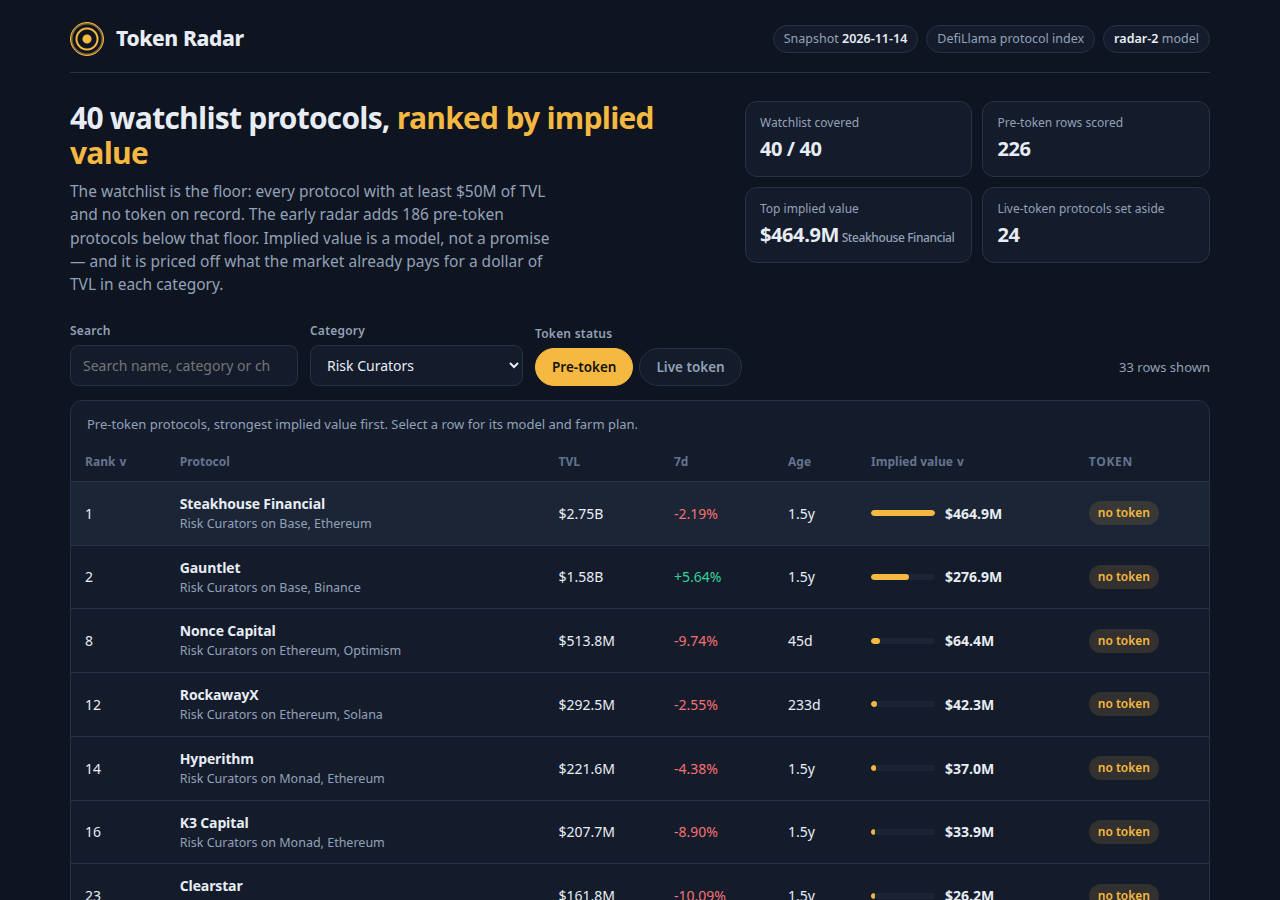 Token Radar
Snapshot 2026-11-14
DefiLlama protocol index
radar-2 model
40 watchlist protocols, ranked by implied
value
The watchlist is the floor: every protocol with at least $50M of TVL
and no token on record. The early radar adds 186 pre-token
protocols below that floor. Implied value is a model, not a promise
— and it is priced off what the market already pays for a dollar of
TVL in each category.
Watchlist covered
40 / 40
Pre-token rows scored
226
Top implied value
$464.9M Steakhouse Financial
Live-token protocols set aside
24
Search
Search name, category or ch
Category
Risk Curators
Token status
Pre-token
Live token
33 rows shown
Pre-token protocols, strongest implied value first. Select a row for its model and farm plan.
Rank v Protocol TVL 7d Age Implied value v TOKEN
1 Steakhouse Financial $2.75B -2.19% 1.5y $464.9M no token
Risk Curators on Base, Ethereum
2 Gauntlet $1.58B +5.64% 1.5y $276.9M no token
Risk Curators on Base, Binance
8 Nonce Capital $513.8M -9.74% 45d $64.4M no token
Risk Curators on Ethereum, Optimism
12 RockawayX $292.5M -2.55% 233d $42.3M no token
Risk Curators on Ethereum, Solana
14 Hyperithm $221.6M -4.38% 1.5y $37.0M no token
Risk Curators on Monad, Ethereum
16 K3 Capital $207.7M -8.90% 1.5y $33.9M no token
Risk Curators on Monad, Ethereum
23 Clearstar $161.8M -10.09% 1.5y $26.2M no token